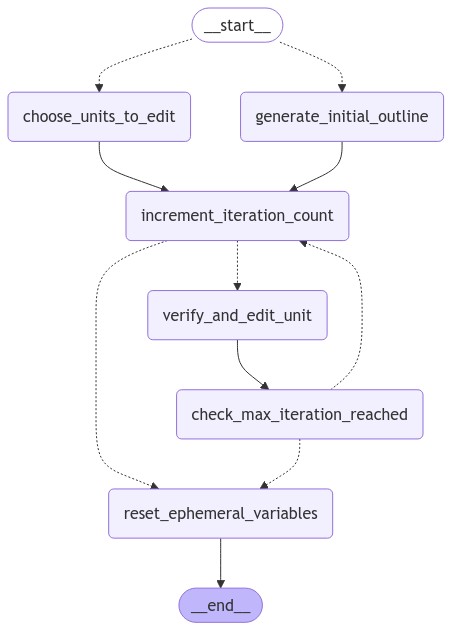 __start__
choose_units_to_edit
generate_initial_outline
increment_iteration_count
verify_and_edit_unit
check_max_iteration_reached
reset_ephemeral_variables
__end__